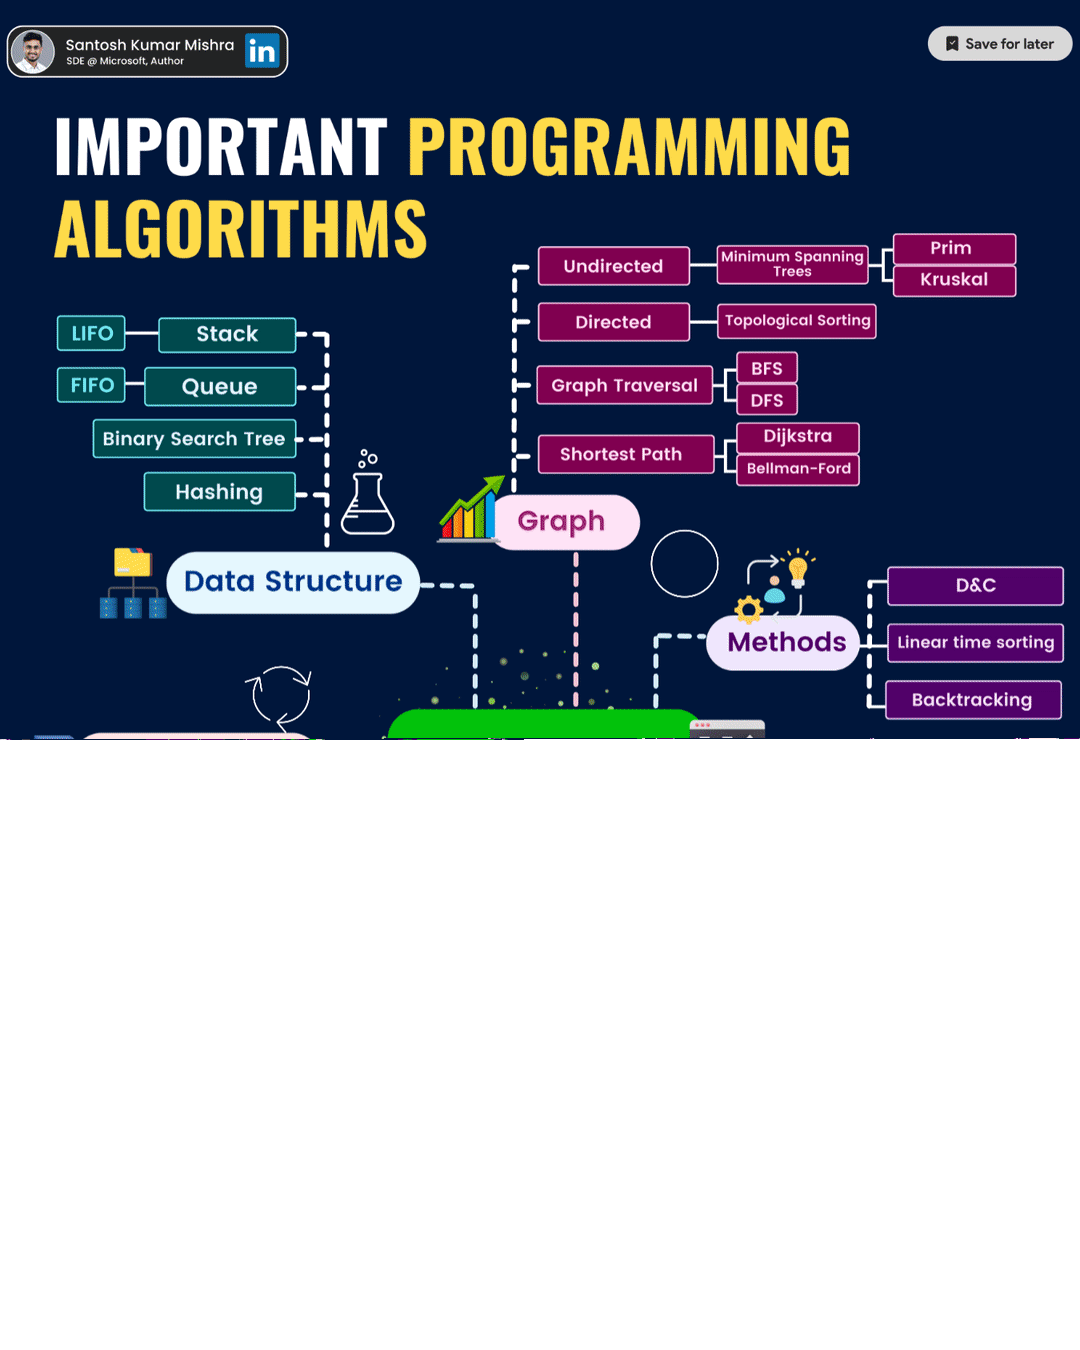 Santosh Kumar Mishra
SDE @ Microsoft, Author
in
Save for later
IMPORTANT PROGRAMMING
ALGORITHMS
Undirected
Minimum Spanning
Trees
Prim
Kruskal
Directed
Topological Sorting
Graph Traversal
BFS
DFS
Shortest Path
Dijkstra
Bellman-Ford
Graph
LIFO
Stack
FIFO
Queue
Binary Search Tree
Hashing
Data Structure
Methods
D&C
Linear time sorting
Backtracking